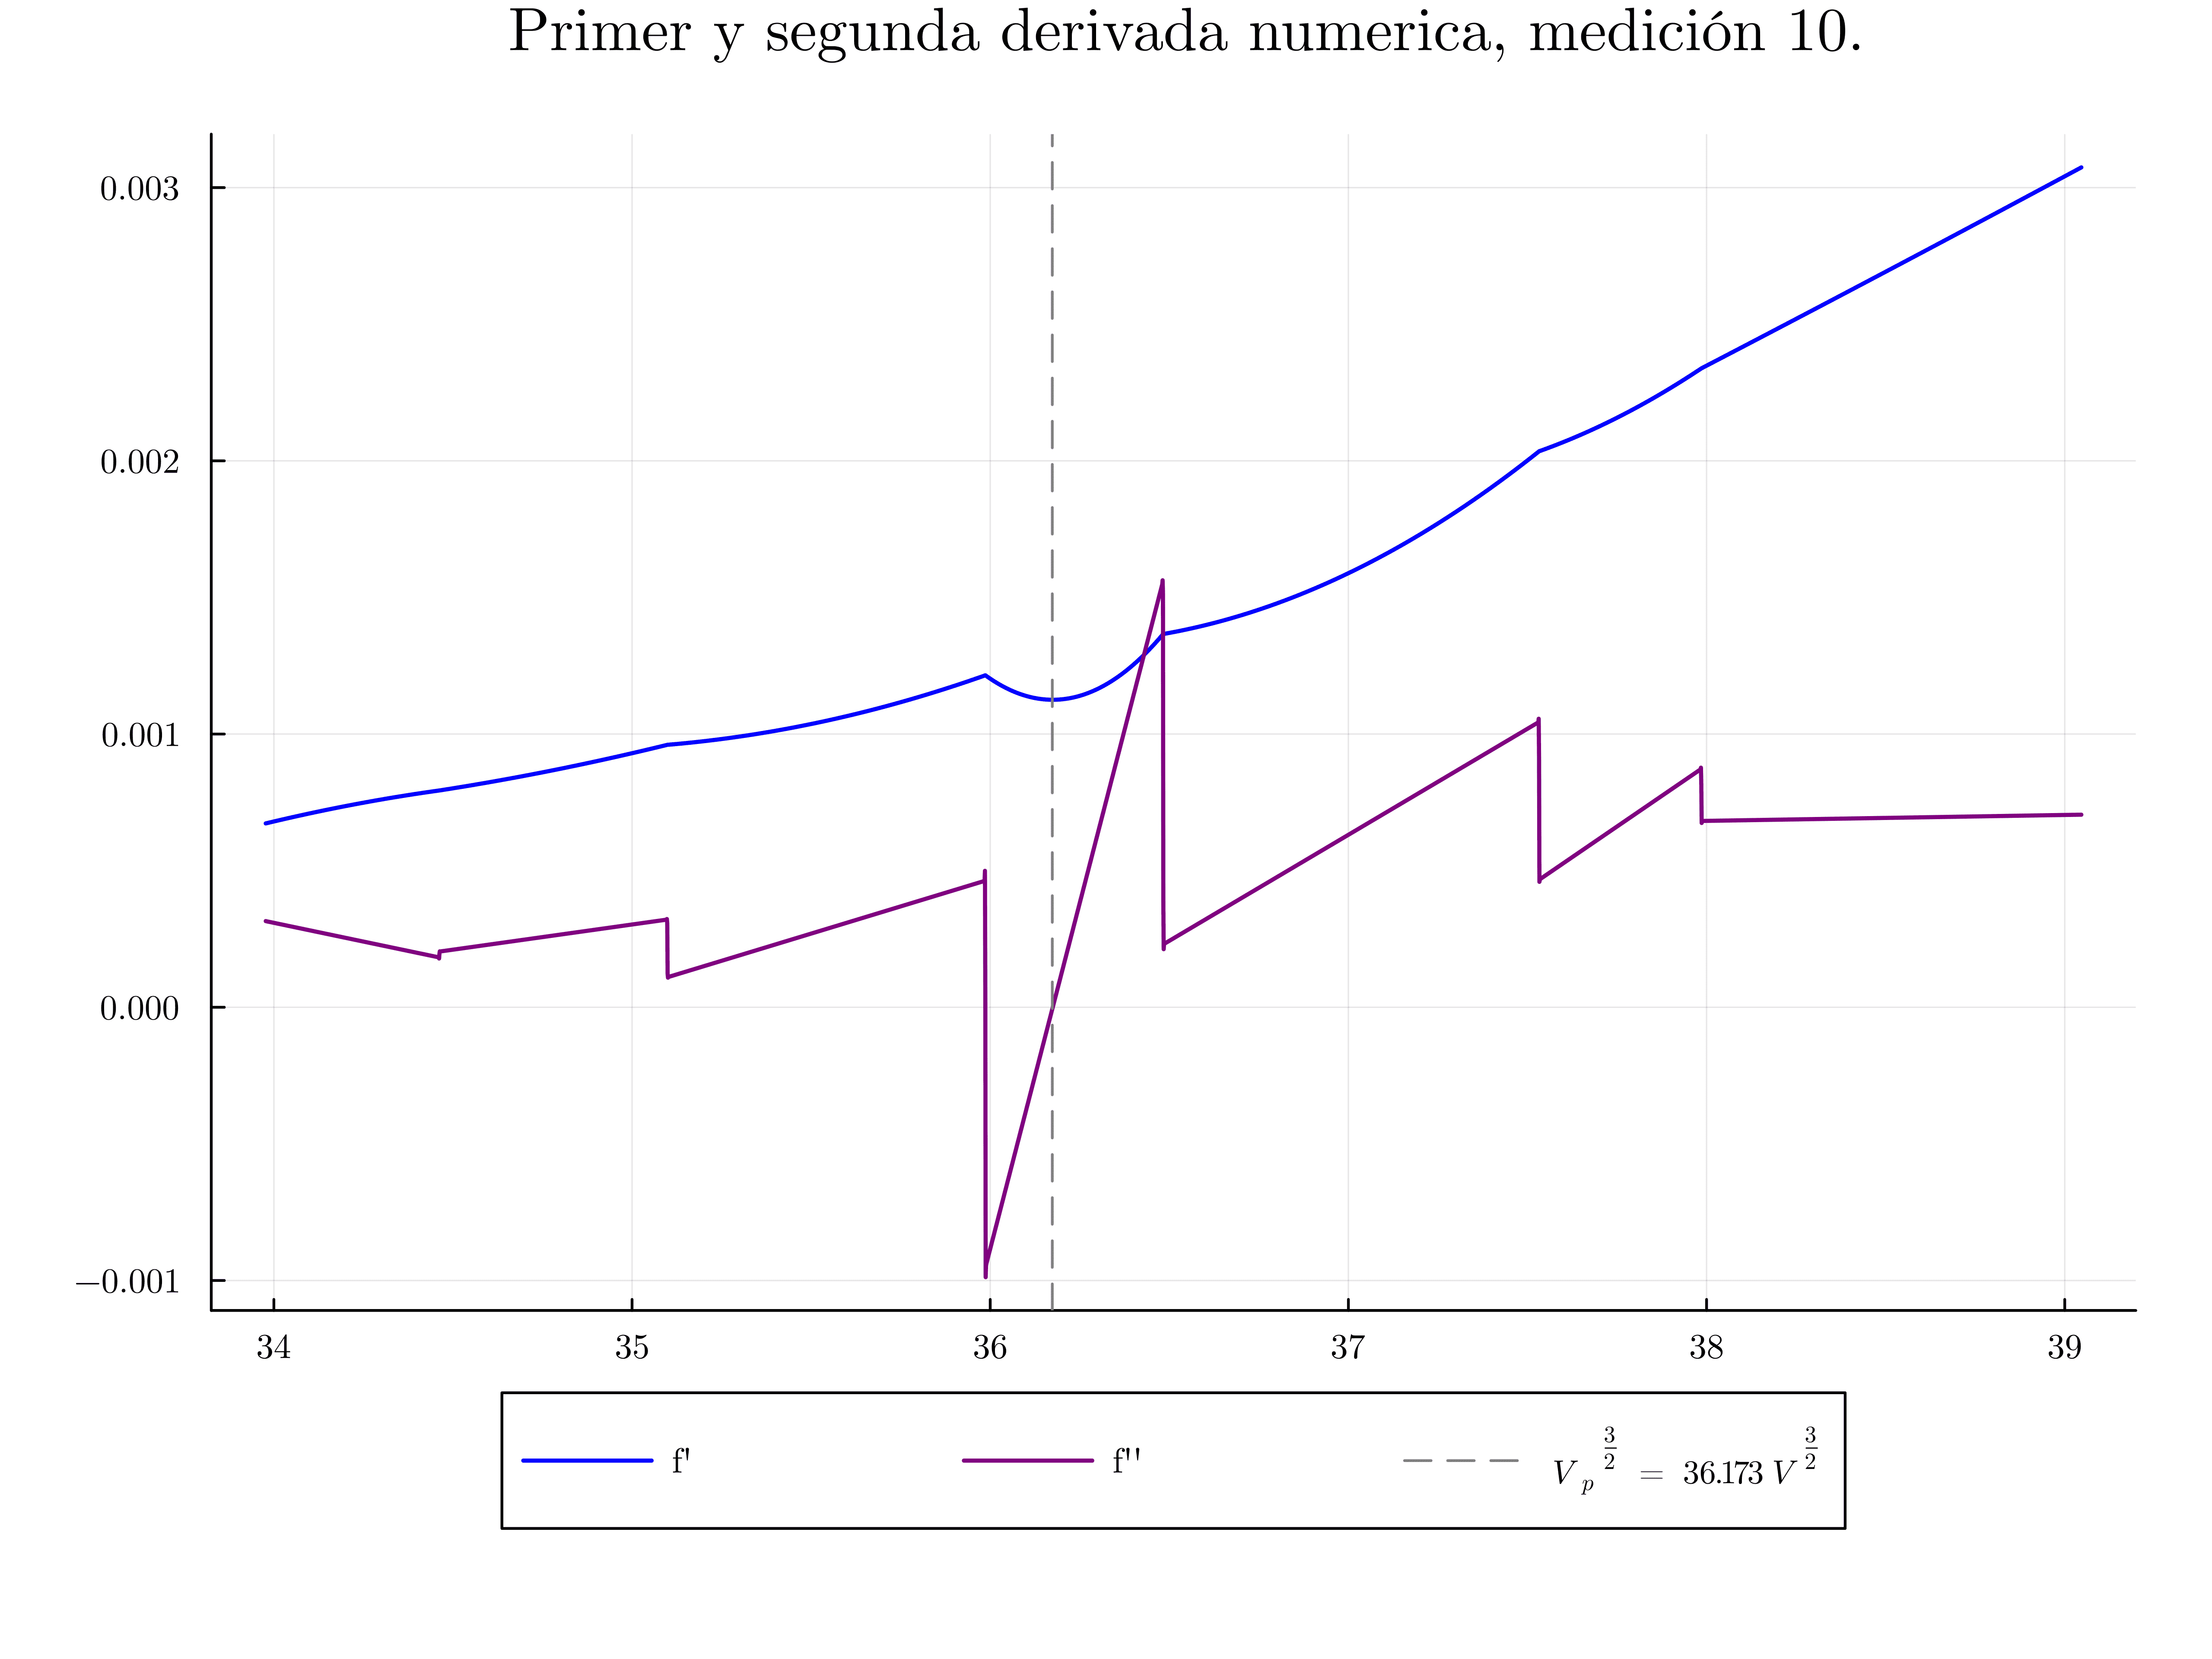 Primer y segunda derivada numerica, medición 10.
0.003
0.002
0.001
0.000
−0.001
34 35 36 37 38 39
f' f'' V_p^{3/2} = 36.173 V^{3/2}